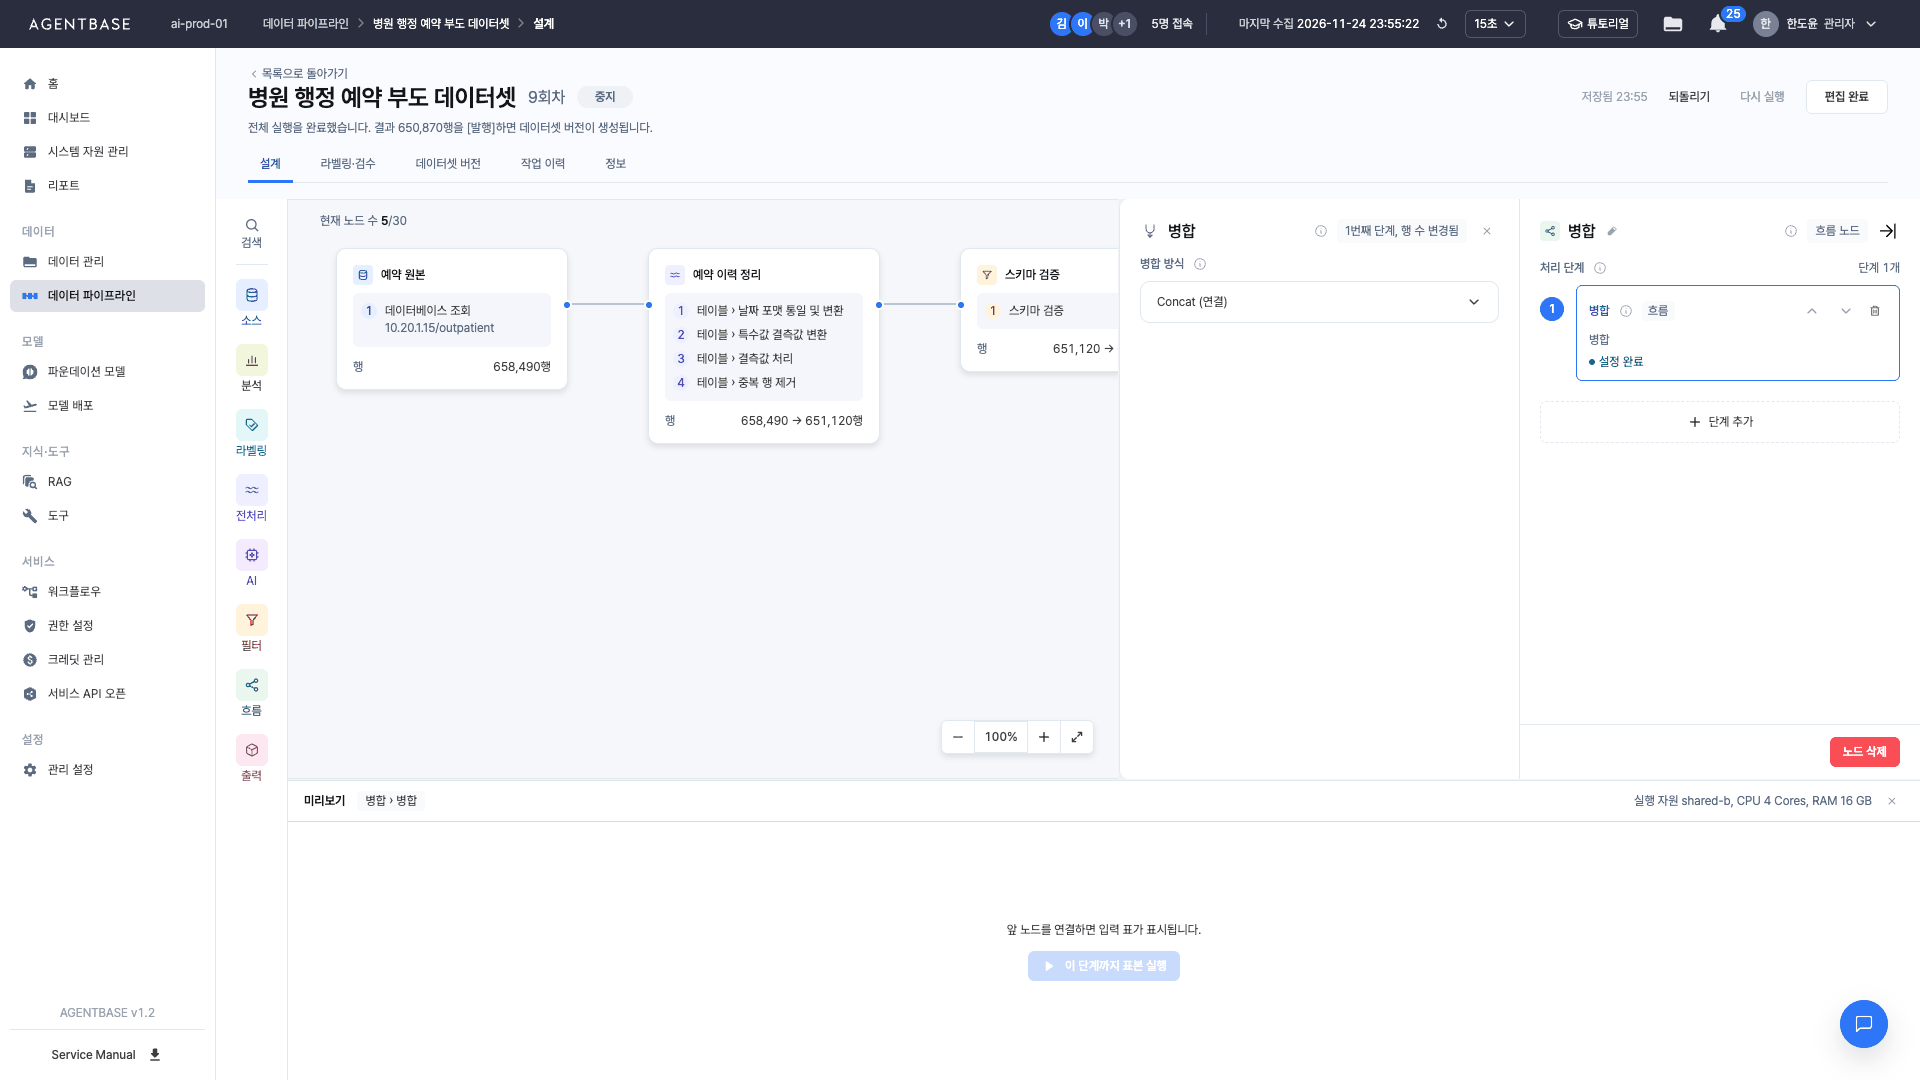 AGENTBASE
ai-prod-01
데이터 파이프라인
병원 행정 예약 부도 데이터셋
설계
김
이
박
+1
5명 접속
마지막 수집 2026-11-24 23:55:22
15초
튜토리얼
25
한
한도윤 관리자
홈
대시보드
시스템 자원 관리
리포트
데이터
데이터 관리
데이터 파이프라인
모델
파운데이션 모델
모델 배포
지식·도구
RAG
도구
서비스
워크플로우
권한 설정
크레딧 관리
서비스 API 오픈
설정
관리 설정
AGENTBASE v1.2
Service Manual
목록으로 돌아가기
병원 행정 예약 부도 데이터셋
9회차
중지
저장됨 23:55
되돌리기
다시 실행
편집 완료
전체 실행을 완료했습니다. 결과 650,870행을 [발행]하면 데이터셋 버전이 생성됩니다.
설계
라벨링·검수
데이터셋 버전
작업 이력
정보
검색
소스
분석
라벨링
전처리
AI
필터
흐름
출력
현재 노드 수 5/30
예약 원본
1 데이터베이스 조회
10.20.1.15/outpatient
행 658,490행
예약 이력 정리
1 테이블 › 날짜 포맷 통일 및 변환
2 테이블 › 특수값 결측값 변환
3 테이블 › 결측값 처리
4 테이블 › 중복 행 제거
행 658,490 → 651,120행
스키마 검증
1 스키마 검증
행 651,120 →
100%
병합
1번째 단계, 행 수 변경됨
병합 방식
Concat (연결)
병합
흐름 노드
처리 단계
단계 1개
1
병합
흐름
병합
설정 완료
단계 추가
노드 삭제
미리보기
병합 › 병합
실행 자원 shared-b, CPU 4 Cores, RAM 16 GB
앞 노드를 연결하면 입력 표가 표시됩니다.
이 단계까지 표본 실행